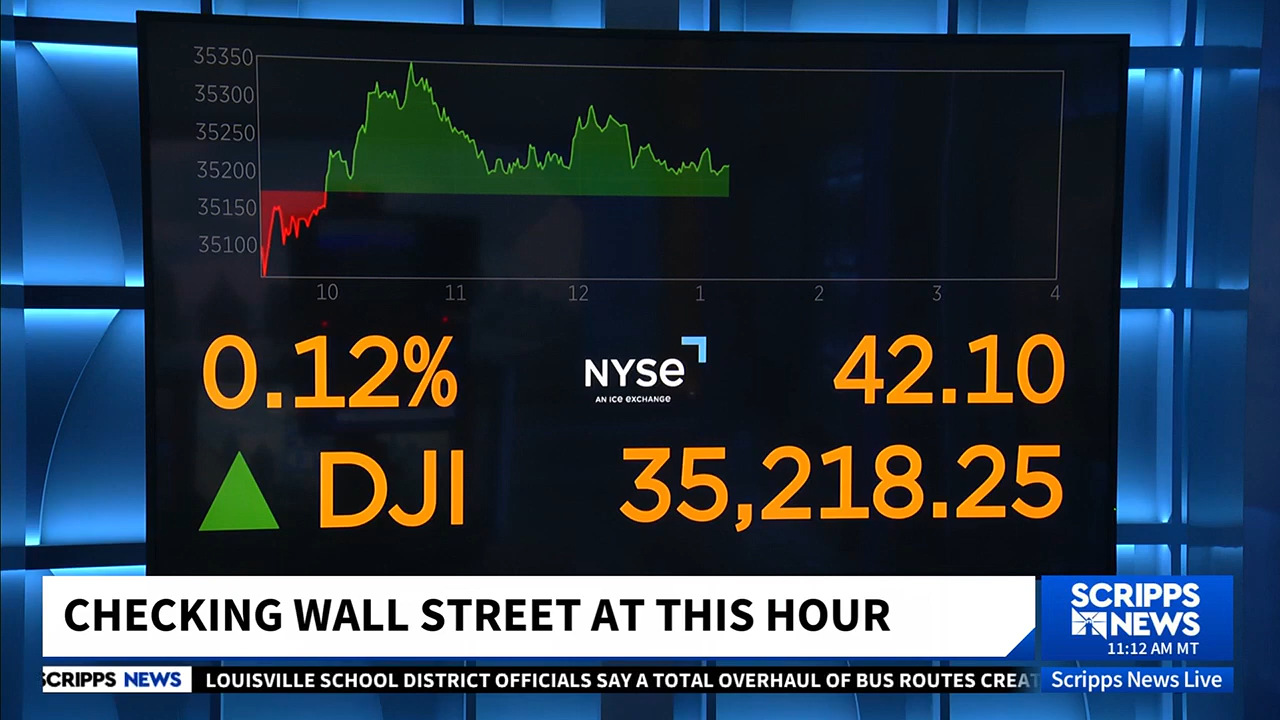 35350
35300
35250
35200
35150
35100
10 11 12 1 2 3 4
0.12%
NYSE
AN ICE EXCHANGE
42.10
DJI
35,218.25
CHECKING WALL STREET AT THIS HOUR
SCRIPPS
NEWS
11:12 AM MT
SCRIPPS NEWS
LOUISVILLE SCHOOL DISTRICT OFFICIALS SAY A TOTAL OVERHAUL OF BUS ROUTES CREAT
Scripps News Live